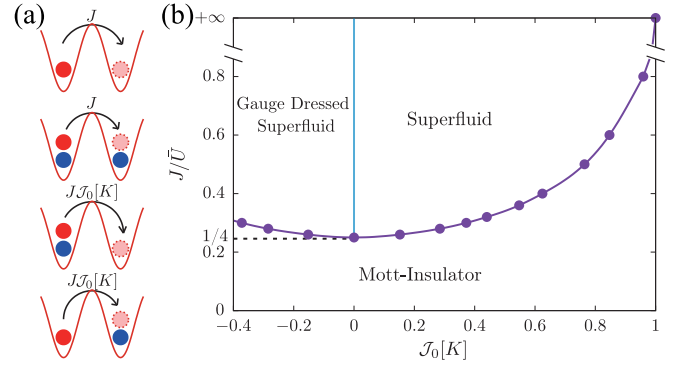 (a)
J
J
J𝒥₀[K]
J𝒥₀[K]
(b)
+∞
0.8
0.6
0.4
1/4
0.2
0
J/Ū
Gauge Dressed
Superfluid
Superfluid
Mott-Insulator
−0.4 −0.2 0 0.2 0.4 0.6 0.8 1
𝒥₀[K]